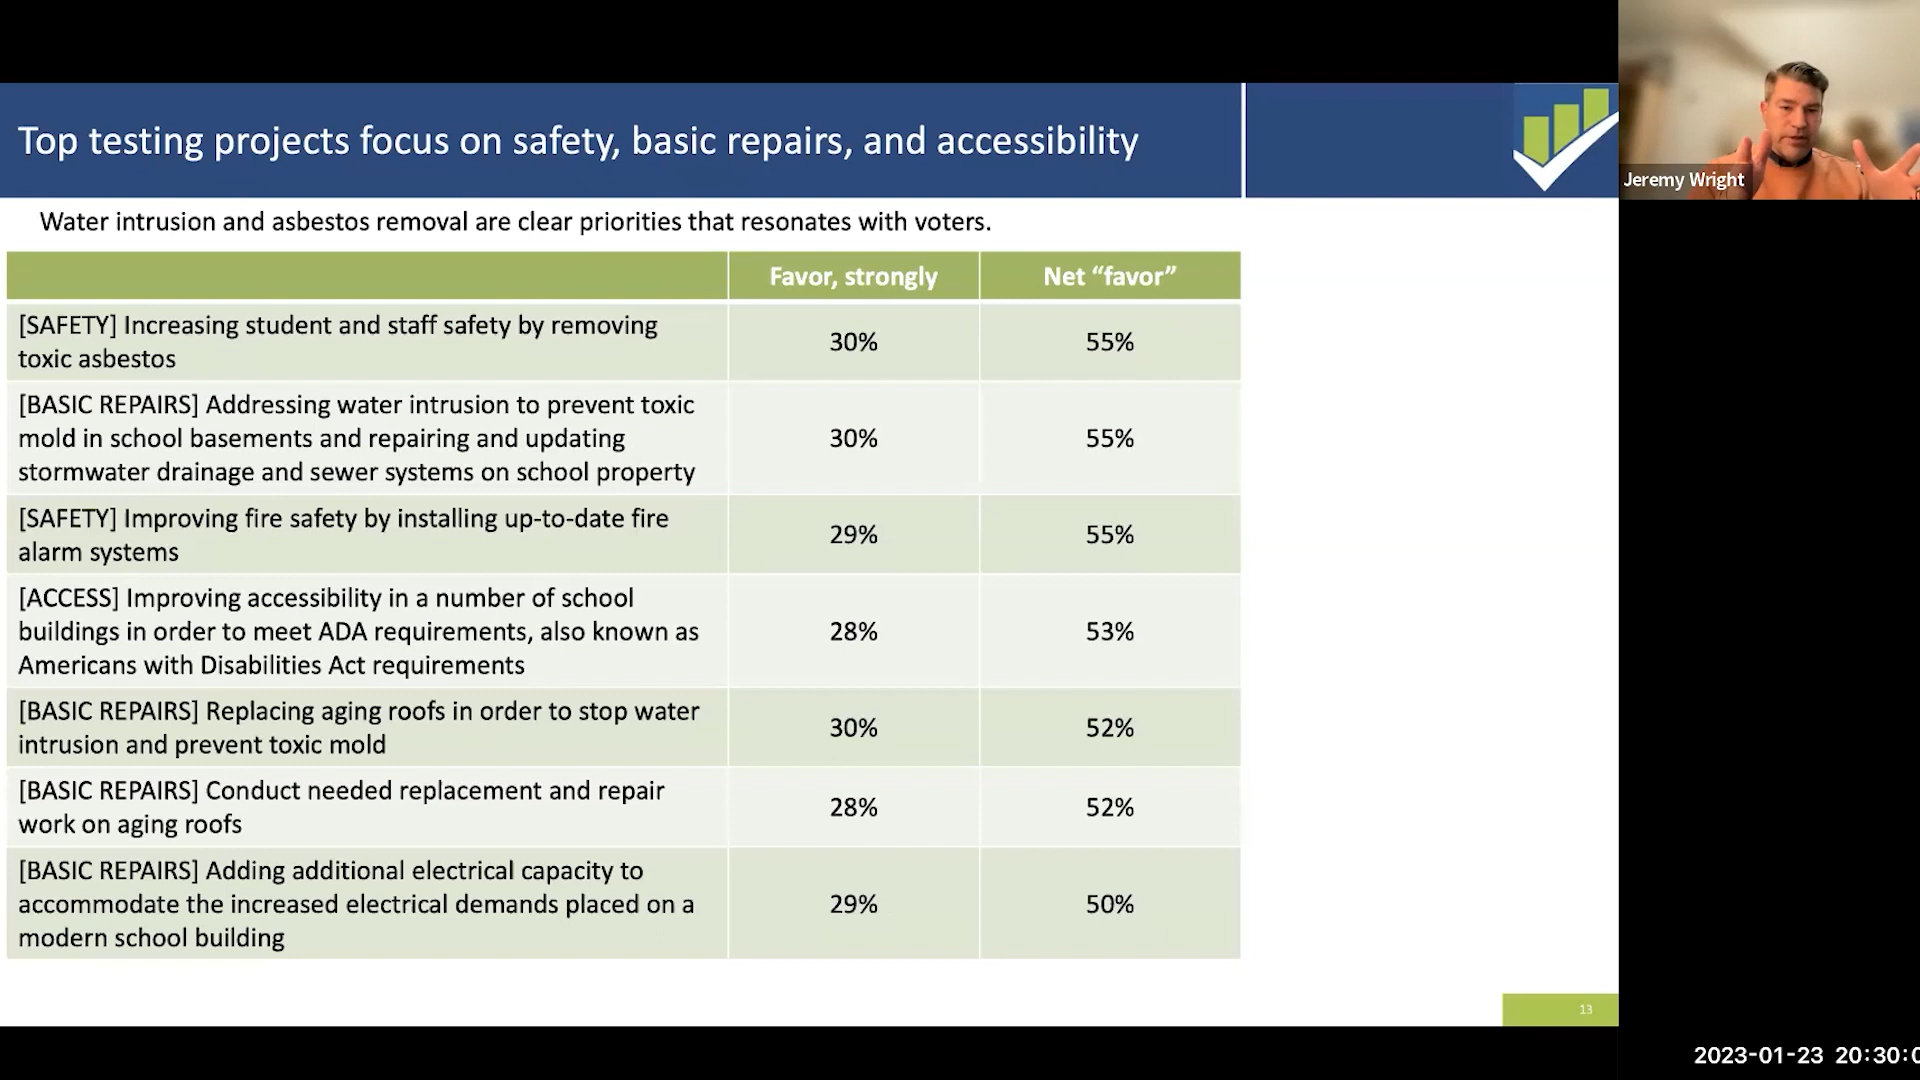 Top testing projects focus on safety, basic repairs, and accessibility
Jeremy Wright
Water intrusion and asbestos removal are clear priorities that resonates with voters.
Favor, strongly
Net “favor”
[SAFETY] Increasing student and staff safety by removing
toxic asbestos
30%
55%
[BASIC REPAIRS] Addressing water intrusion to prevent toxic
mold in school basements and repairing and updating
stormwater drainage and sewer systems on school property
30%
55%
[SAFETY] Improving fire safety by installing up-to-date fire
alarm systems
29%
55%
[ACCESS] Improving accessibility in a number of school
buildings in order to meet ADA requirements, also known as
Americans with Disabilities Act requirements
28%
53%
[BASIC REPAIRS] Replacing aging roofs in order to stop water
intrusion and prevent toxic mold
30%
52%
[BASIC REPAIRS] Conduct needed replacement and repair
work on aging roofs
28%
52%
[BASIC REPAIRS] Adding additional electrical capacity to
accommodate the increased electrical demands placed on a
modern school building
29%
50%
13
2023-01-23 20:30:0